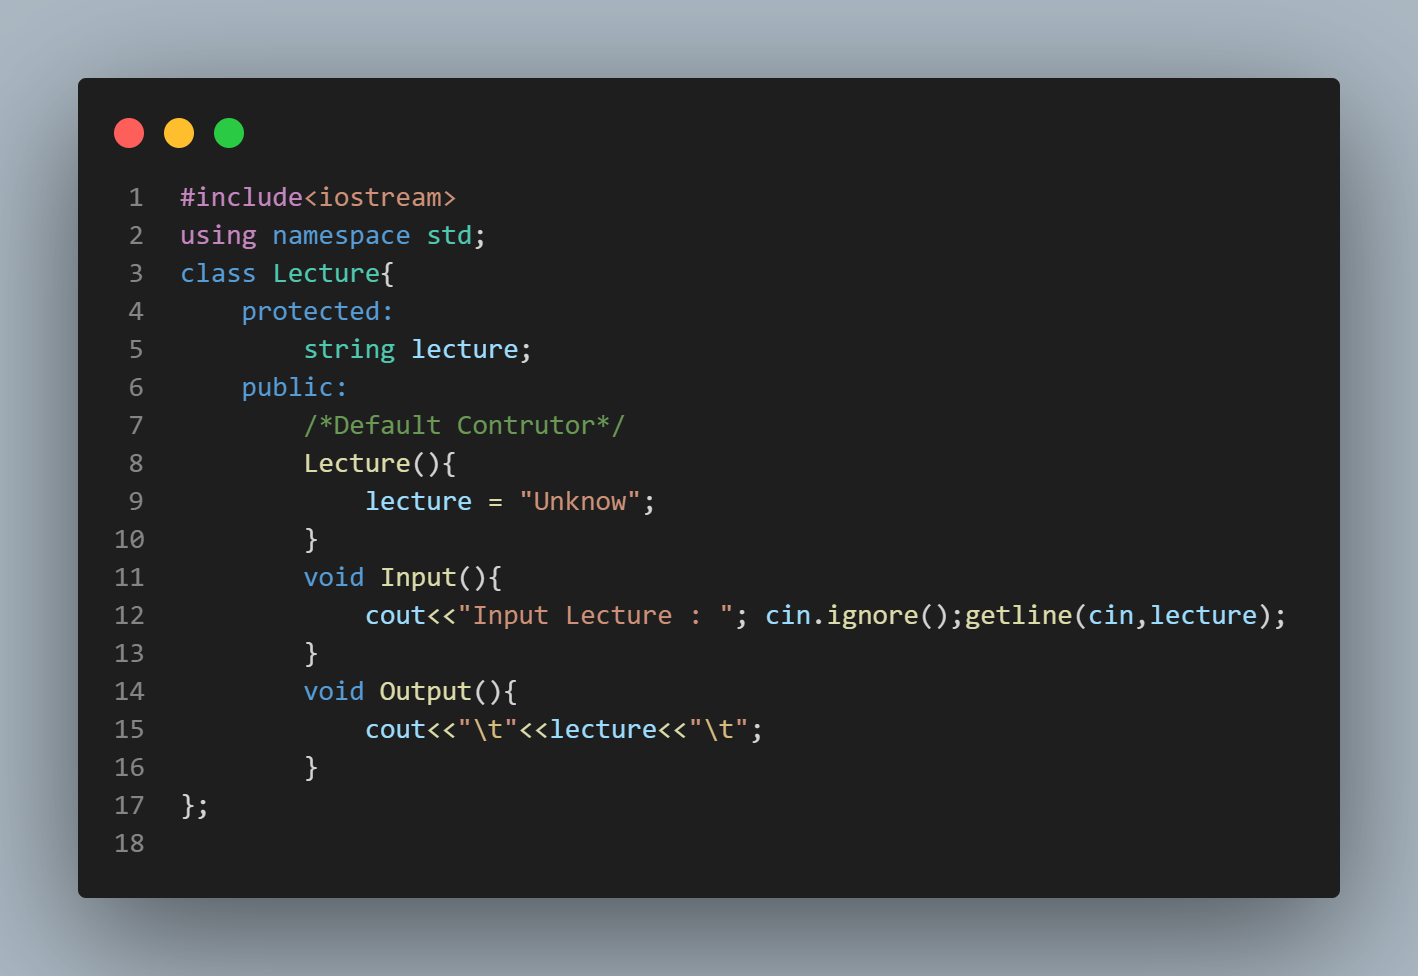 1 #include<iostream>
2 using namespace std;
3 class Lecture{
4     protected:
5         string lecture;
6     public:
7         /*Default Contrutor*/
8         Lecture(){
9             lecture = "Unknow";
10         }
11         void Input(){
12             cout<<"Input Lecture : "; cin.ignore();getline(cin,lecture);
13         }
14         void Output(){
15             cout<<"\t"<<lecture<<"\t";
16         }
17 };
18